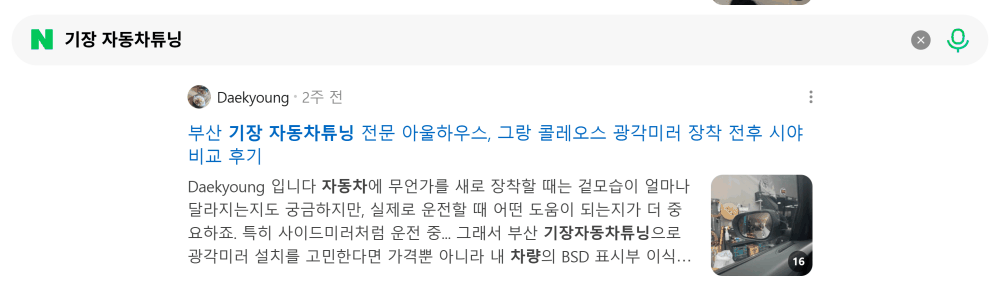 기장 자동차튜닝
Daekyoung · 2주 전
부산 기장 자동차튜닝 전문 아울하우스, 그랑 콜레오스 광각미러 장착 전후 시야
비교 후기
Daekyoung 입니다 자동차에 무언가를 새로 장착할 때는 겉모습이 얼마나
달라지는지도 궁금하지만, 실제로 운전할 때 어떤 도움이 되는지가 더 중
요하죠. 특히 사이드미러처럼 운전 중... 그래서 부산 기장자동차튜닝으로
광각미러 설치를 고민한다면 가격뿐 아니라 내 차량의 BSD 표시부 이식...
16